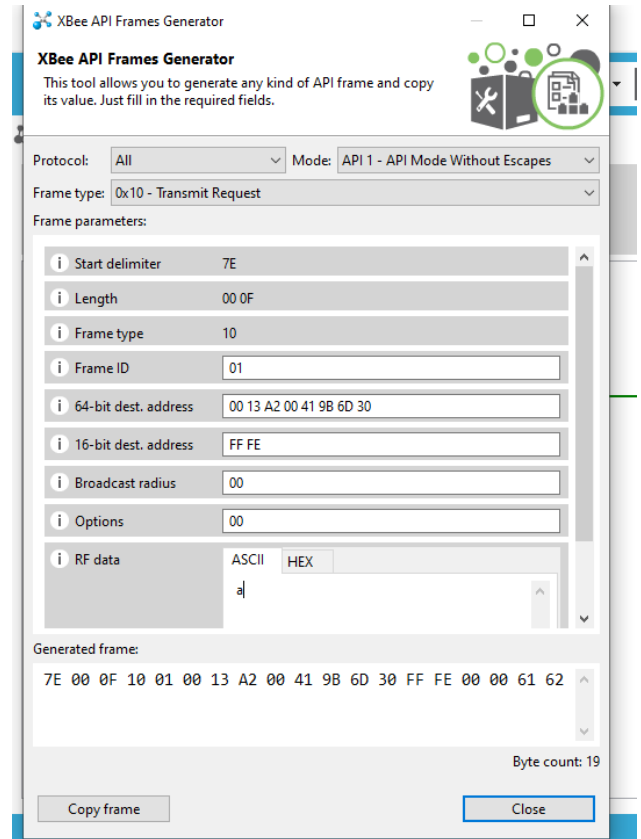 XBee API Frames Generator
XBee API Frames Generator
This tool allows you to generate any kind of API frame and copy
its value. Just fill in the required fields.
Protocol: All Mode: API 1 - API Mode Without Escapes
Frame type: 0x10 - Transmit Request
Frame parameters:
i Start delimiter 7E
i Length 00 0F
i Frame type 10
i Frame ID 01
i 64-bit dest. address 00 13 A2 00 41 9B 6D 30
i 16-bit dest. address FF FE
i Broadcast radius 00
i Options 00
i RF data ASCII HEX
a
Generated frame:
7E 00 0F 10 01 00 13 A2 00 41 9B 6D 30 FF FE 00 00 61 62
Byte count: 19
Copy frame Close